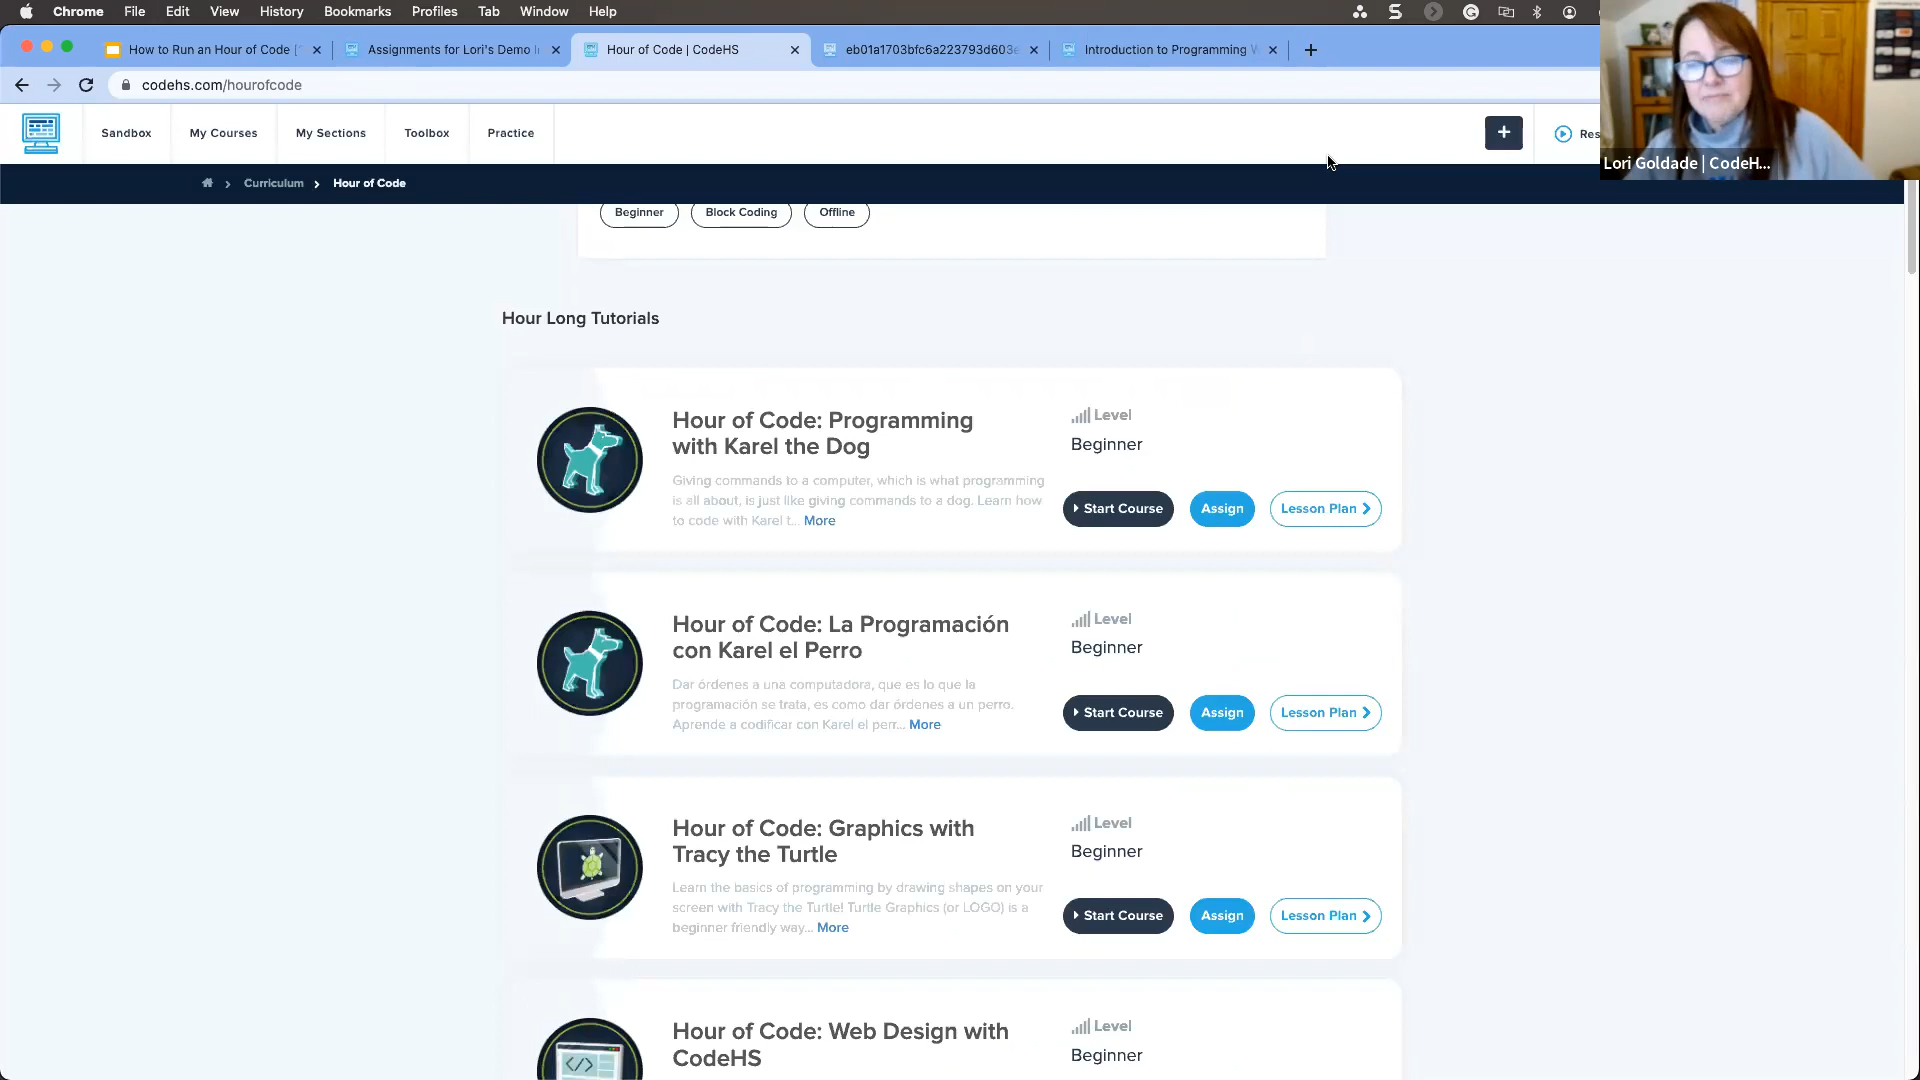 Chrome File Edit View History Bookmarks Profiles Tab Window Help
How to Run an Hour of Code
Assignments for Lori's Demo
Hour of Code | CodeHS
eb01a1703bfc6a223793d603e
Introduction to Programming
codehs.com/hourofcode
Sandbox My Courses My Sections Toolbox Practice
+
Lori Goldade | CodeH...
Curriculum Hour of Code
Beginner Block Coding Offline
Hour Long Tutorials
Hour of Code: Programming
with Karel the Dog
Giving commands to a computer, which is what programming
is all about, is just like giving commands to a dog. Learn how
to code with Karel t... More
Level
Beginner
Start Course Assign Lesson Plan
Hour of Code: La Programación
con Karel el Perro
Dar órdenes a una computadora, que es lo que la
programación se trata, es como dar órdenes a un perro.
Aprende a codificar con Karel el perr... More
Level
Beginner
Start Course Assign Lesson Plan
Hour of Code: Graphics with
Tracy the Turtle
Learn the basics of programming by drawing shapes on your
screen with Tracy the Turtle! Turtle Graphics (or LOGO) is a
beginner friendly way... More
Level
Beginner
Start Course Assign Lesson Plan
Hour of Code: Web Design with
CodeHS
Level
Beginner